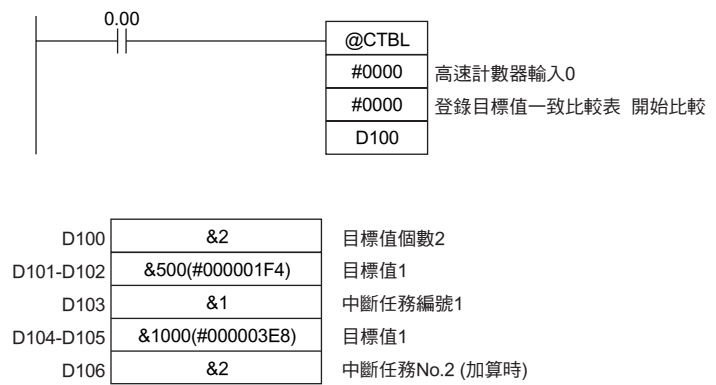 0.00
@CTBL
#0000 高速計數器輸入0
#0000 登錄目標值一致比較表 開始比較
D100
D100 &2 目標值個數2
D101-D102 &500(#000001F4) 目標值1
D103 &1 中斷任務編號1
D104-D105 &1000(#000003E8) 目標值1
D106 &2 中斷任務No.2 (加算時)